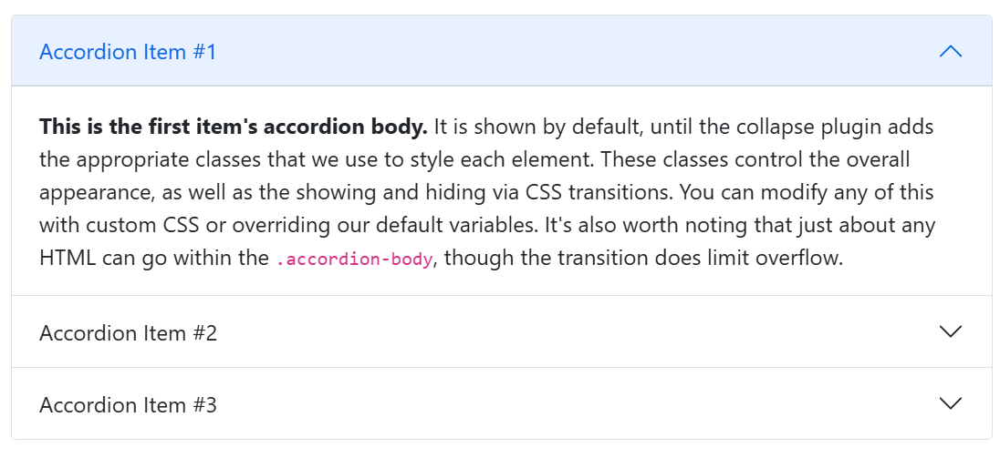 Accordion Item #1
This is the first item's accordion body. It is shown by default, until the collapse plugin adds
the appropriate classes that we use to style each element. These classes control the overall
appearance, as well as the showing and hiding via CSS transitions. You can modify any of this
with custom CSS or overriding our default variables. It's also worth noting that just about any
HTML can go within the .accordion-body, though the transition does limit overflow.
Accordion Item #2
Accordion Item #3